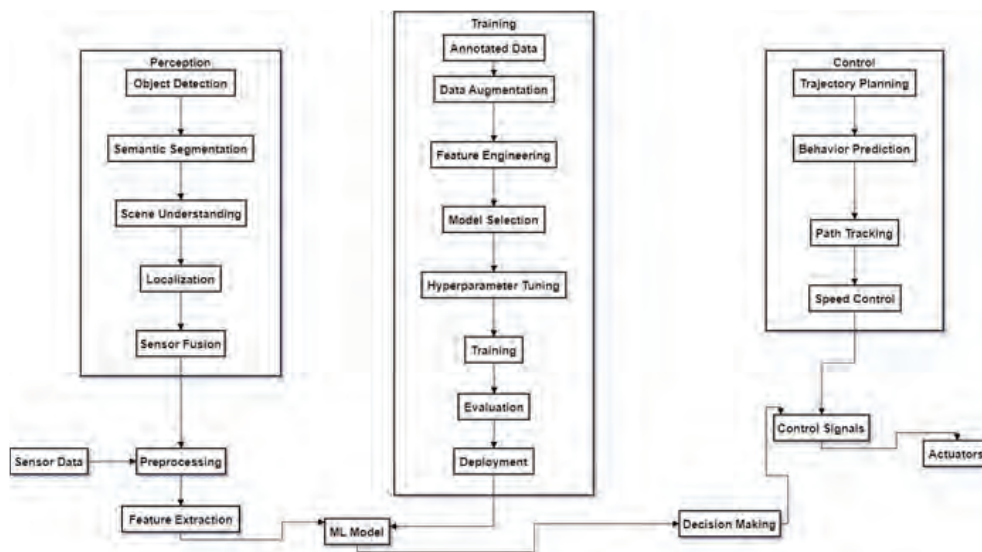 Training
Annotated Data
Data Augmentation
Feature Engineering
Model Selection
Hyperparameter Tuning
Training
Evaluation
Deployment
Perception
Object Detection
Semantic Segmentation
Scene Understanding
Localization
Sensor Fusion
Control
Trajectory Planning
Behavior Prediction
Path Tracking
Speed Control
Sensor Data
Preprocessing
Feature Extraction
ML Model
Decision Making
Control Signals
Actuators